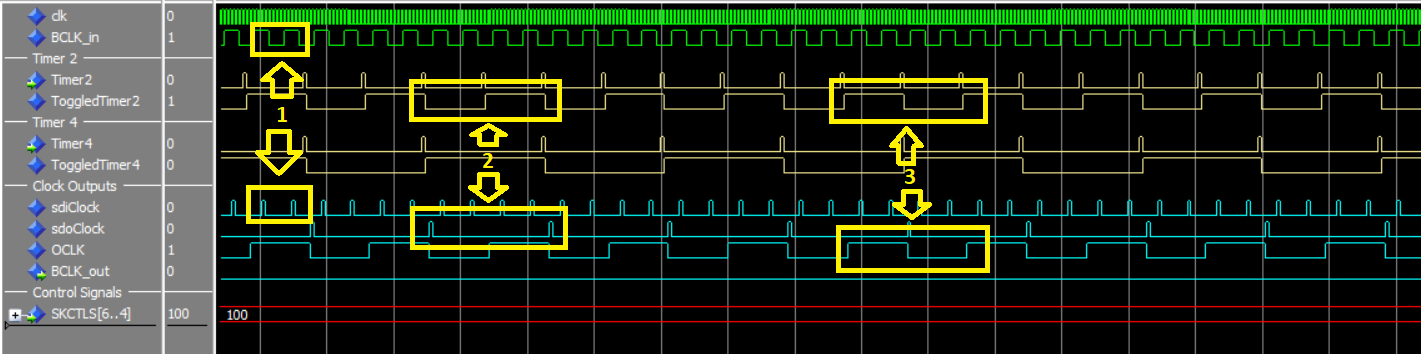 clk 0
BCLK_in 1
Timer 2
Timer2 0
ToggledTimer2 1
Timer 4
Timer4 0
ToggledTimer4 0
Clock Outputs
sdiClock 0
sdoClock 0
OCLK 1
BCLK_out 0
Control Signals
SKCTLS[6..4] 100 100
1
2
3